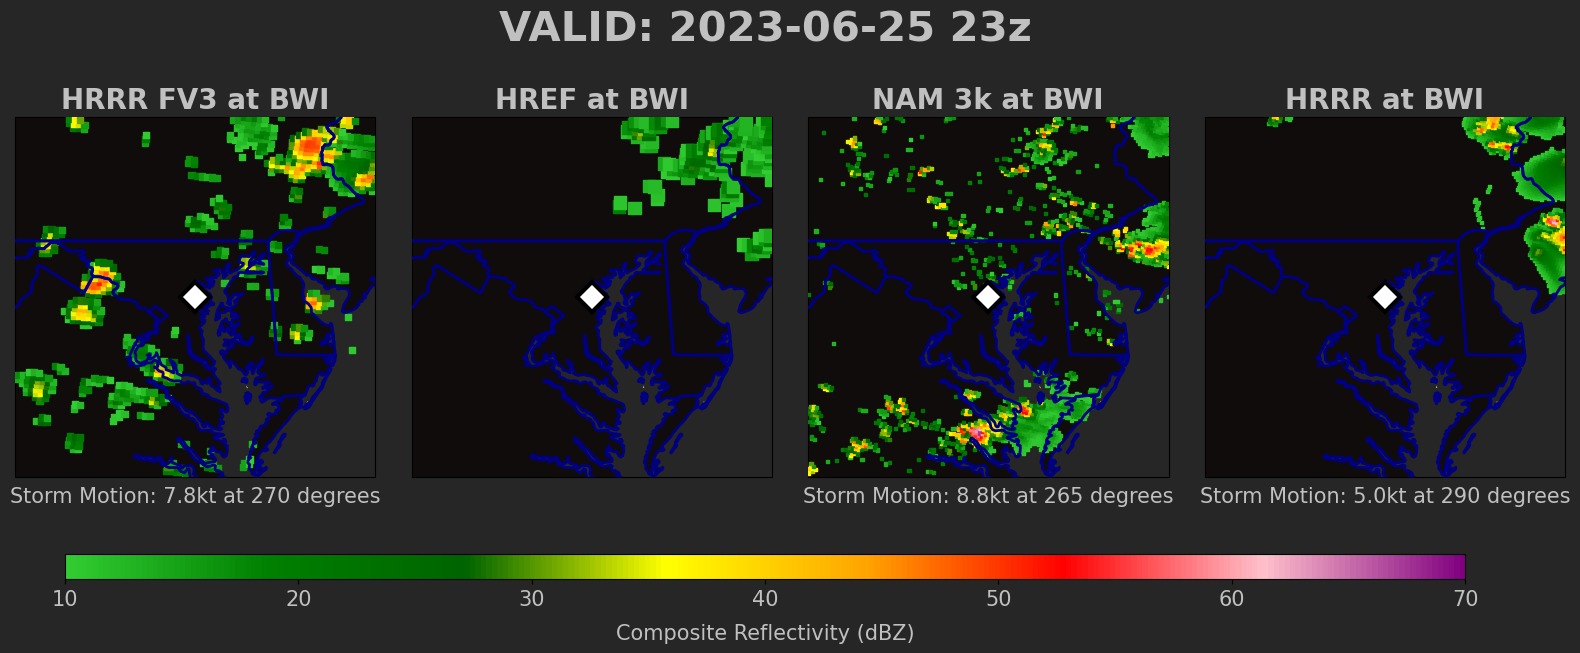 VALID: 2023-06-25 23z
HRRR FV3 at BWI
HREF at BWI
NAM 3k at BWI
HRRR at BWI
Storm Motion: 7.8kt at 270 degrees
Storm Motion: 8.8kt at 265 degrees
Storm Motion: 5.0kt at 290 degrees
10 20 30 40 50 60 70
Composite Reflectivity (dBZ)